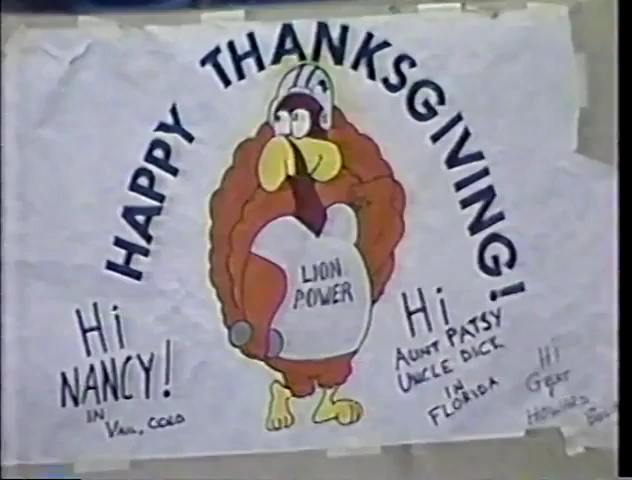 HAPPY THANKSGIVING!
LION
POWER
Hi
NANCY!
IN
VAIL, COLO
Hi
AUNT PATSY
UNCLE DICK
IN
FLORIDA
Hi
HOWARD